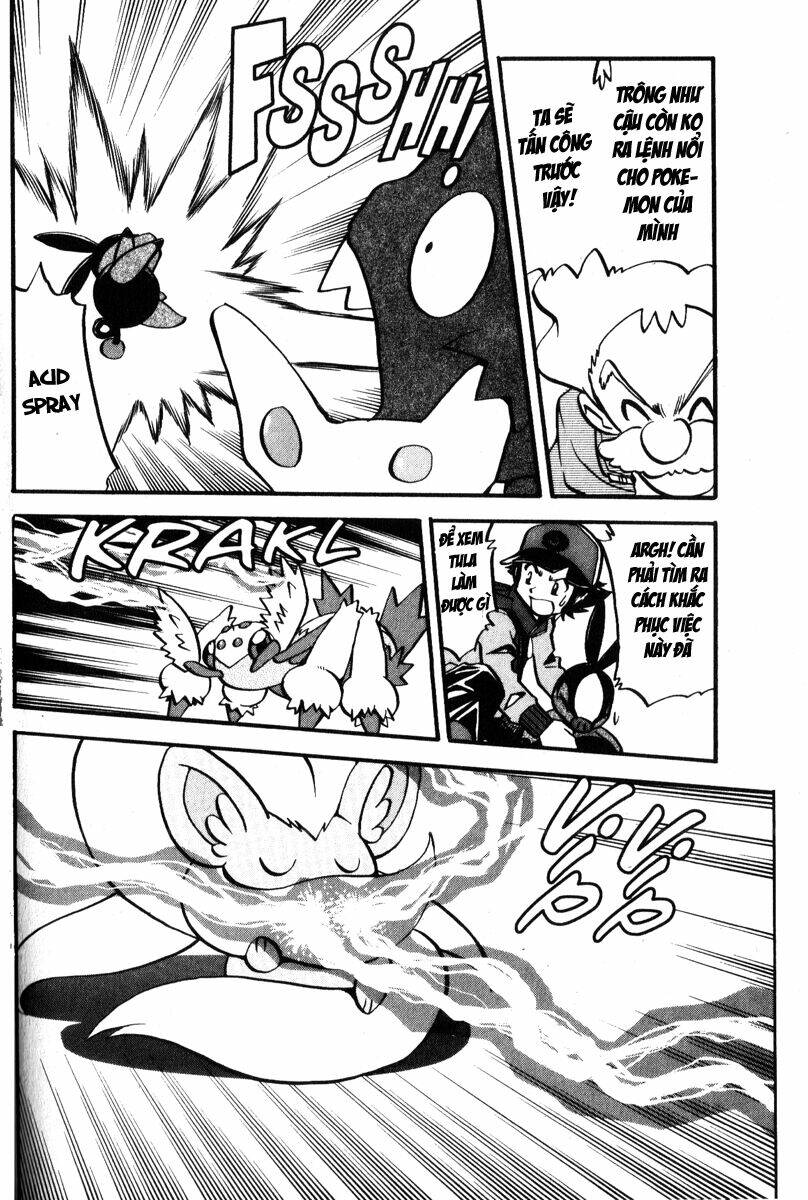 TRÔNG NHƯ
CẬU CÒN KO
RA LỆNH NỔI
CHO POKE-
MON CỦA
MÌNH
TA SẼ
TẤN CÔNG
TRƯỚC
VẬY!
FSSSSHH!
ACID
SPRAY
ARGH! CẦN
PHẢI TÌM RA
CÁCH KHẮC
PHỤC VIỆC
NÀY ĐÃ
ĐỂ XEM
TULA
LÀM
ĐƯỢC GÌ
KRAKL